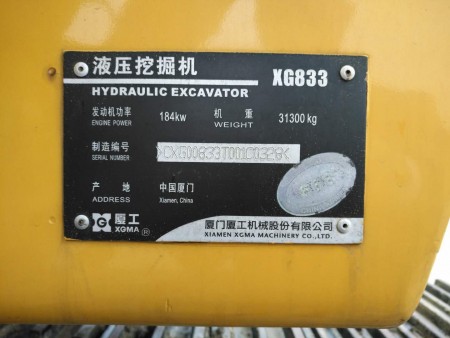 液压挖掘机 XG833
HYDRAULIC EXCAVATOR
发动机功率 184kw 机重 31300 kg
ENGINE POWER WEIGHT
制造编号
SERIAL NUMBER
产地 中国厦门
ADDRESS Xiamen, China
厦工 厦门厦工机械股份有限公司
XGMA ® XIAMEN XGMA MACHINERY CO.,LTD.